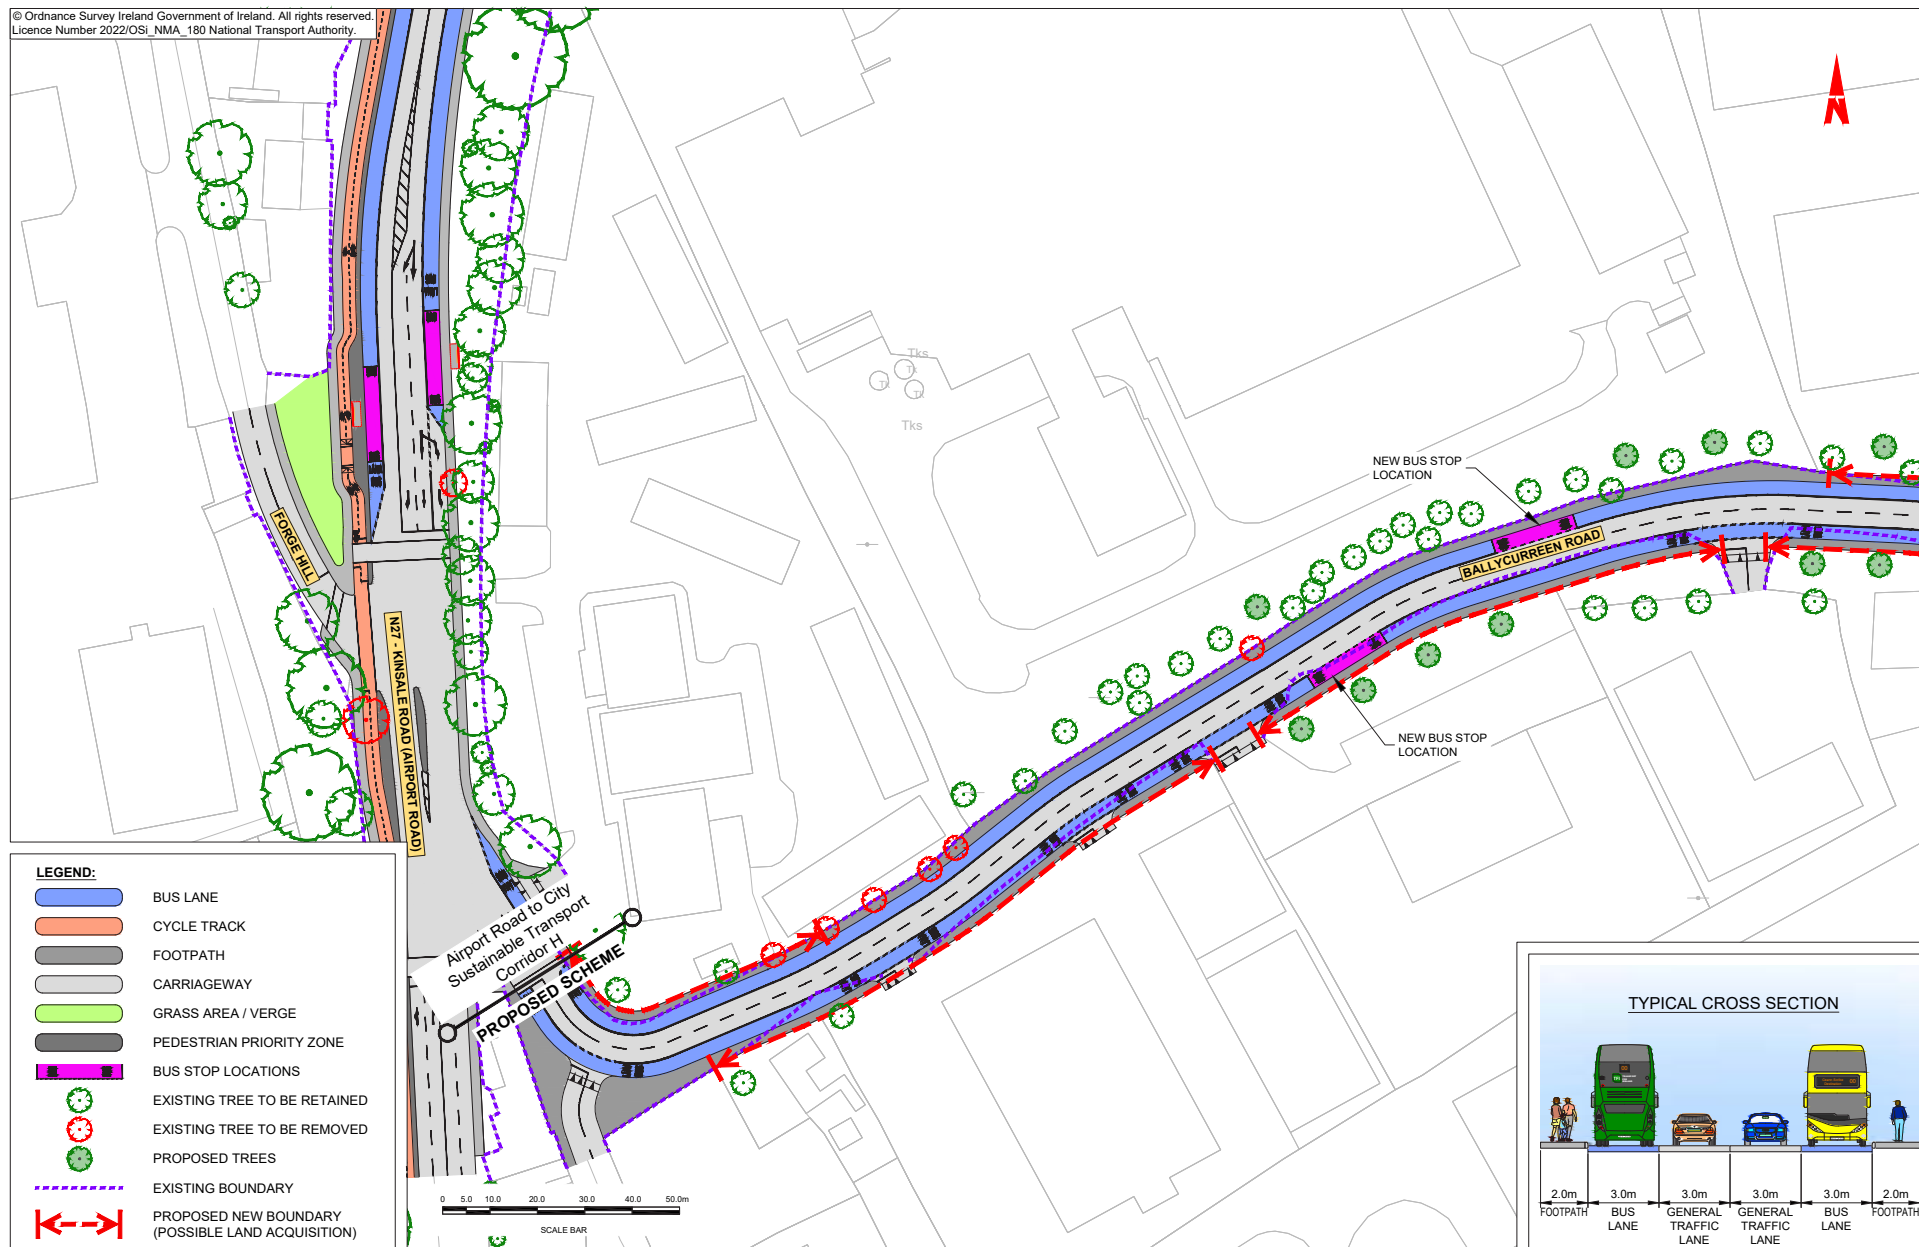 © Ordnance Survey Ireland Government of Ireland. All rights reserved.
Licence Number 2022/OSi_NMA_180 National Transport Authority.
Tks
Tk
Tk
Tk
Tks
NEW BUS STOP
LOCATION
BALLYCURREEN ROAD
FORGE HILL
N27 - KINSALE ROAD (AIRPORT ROAD)
NEW BUS STOP
LOCATION
Airport Road to City
Sustainable Transport
Corridor H
PROPOSED SCHEME
LEGEND:
BUS LANE
CYCLE TRACK
FOOTPATH
CARRIAGEWAY
GRASS AREA / VERGE
PEDESTRIAN PRIORITY ZONE
BUS STOP LOCATIONS
EXISTING TREE TO BE RETAINED
EXISTING TREE TO BE REMOVED
PROPOSED TREES
EXISTING BOUNDARY
PROPOSED NEW BOUNDARY
(POSSIBLE LAND ACQUISITION)
0 5.0 10.0 20.0 30.0 40.0 50.0m
SCALE BAR
TYPICAL CROSS SECTION
2.0m 3.0m 3.0m 3.0m 3.0m 2.0m
FOOTPATH BUS LANE GENERAL TRAFFIC LANE GENERAL TRAFFIC LANE BUS LANE FOOTPATH